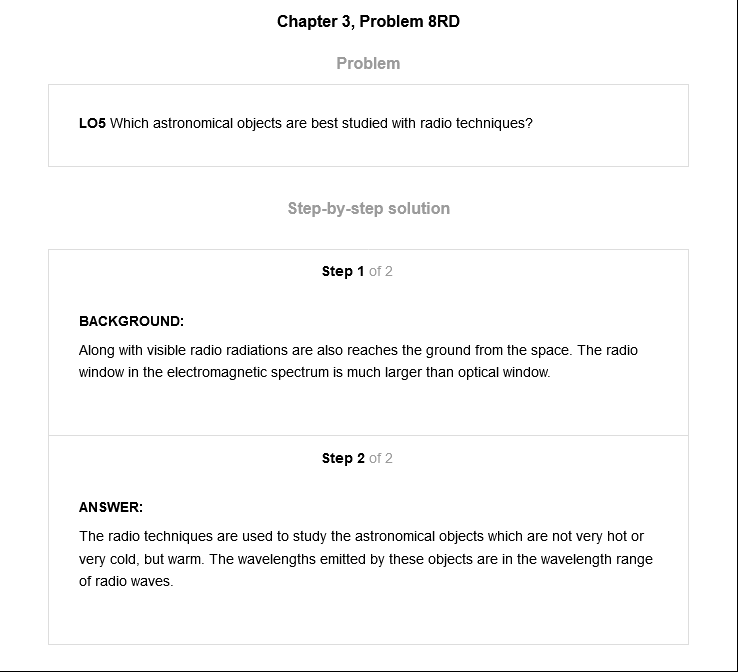 Chapter 3, Problem 8RD
Problem
LO5 Which astronomical objects are best studied with radio techniques?
Step-by-step solution
Step 1 of 2
BACKGROUND:
Along with visible radio radiations are also reaches the ground from the space. The radio
window in the electromagnetic spectrum is much larger than optical window.
Step 2 of 2
ANSWER:
The radio techniques are used to study the astronomical objects which are not very hot or
very cold, but warm. The wavelengths emitted by these objects are in the wavelength range
of radio waves.